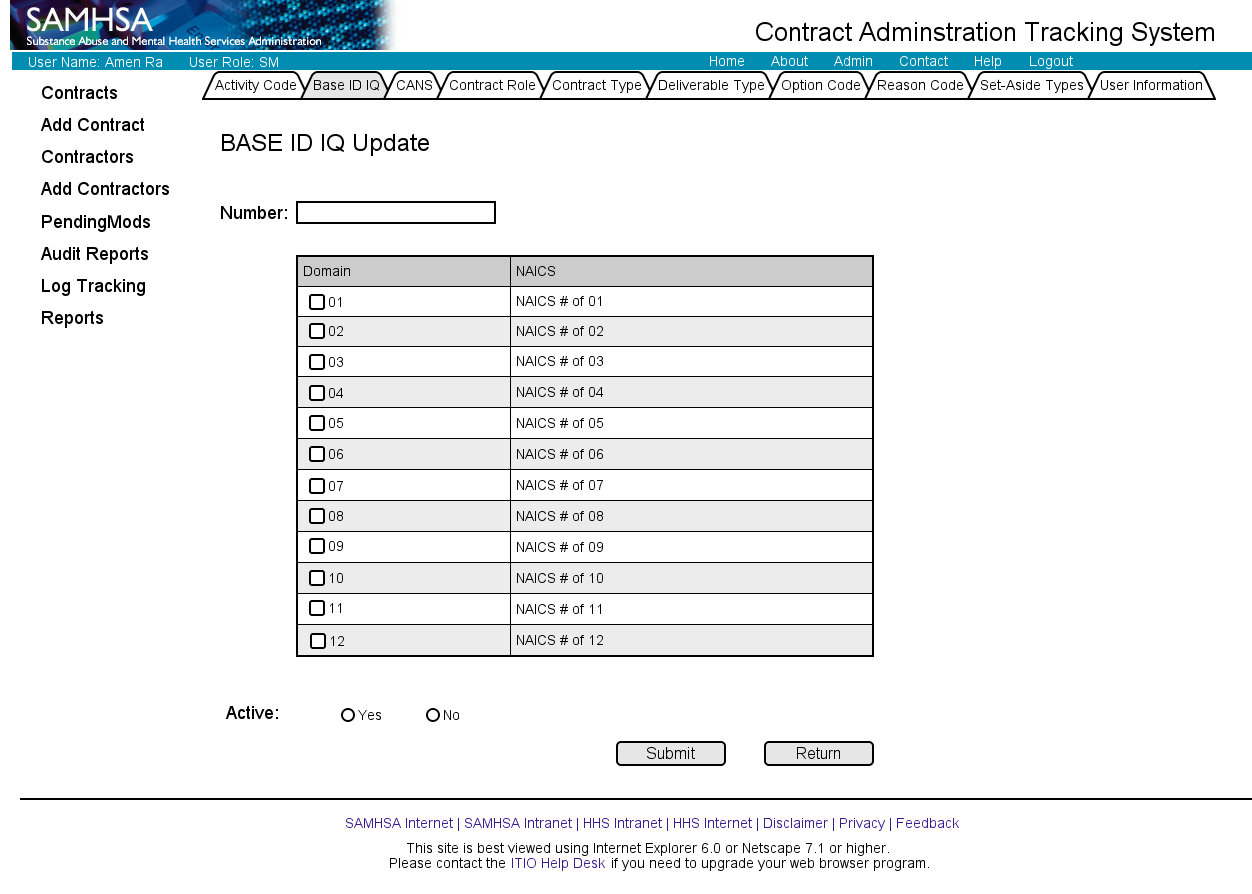 SAMHSA
Substance Abuse and Mental Health Services Administration
Contract Adminstration Tracking System
User Name: Amen Ra User Role: SM Home About Admin Contact Help Logout
Activity Code Base ID IQ CANS Contract Role Contract Type Deliverable Type Option Code Reason Code Set-Aside Types User Information
Contracts
Add Contract
Contractors
Add Contractors
PendingMods
Audit Reports
Log Tracking
Reports
BASE ID IQ Update
Number:
Domain NAICS
01 NAICS # of 01
02 NAICS # of 02
03 NAICS # of 03
04 NAICS # of 04
05 NAICS # of 05
06 NAICS # of 06
07 NAICS # of 07
08 NAICS # of 08
09 NAICS # of 09
10 NAICS # of 10
11 NAICS # of 11
12 NAICS # of 12
Active: Yes No
Submit Return
SAMHSA Internet | SAMHSA Intranet | HHS Intranet | HHS Internet | Disclaimer | Privacy | Feedback
This site is best viewed using Internet Explorer 6.0 or Netscape 7.1 or higher.
Please contact the ITIO Help Desk if you need to upgrade your web browser program.